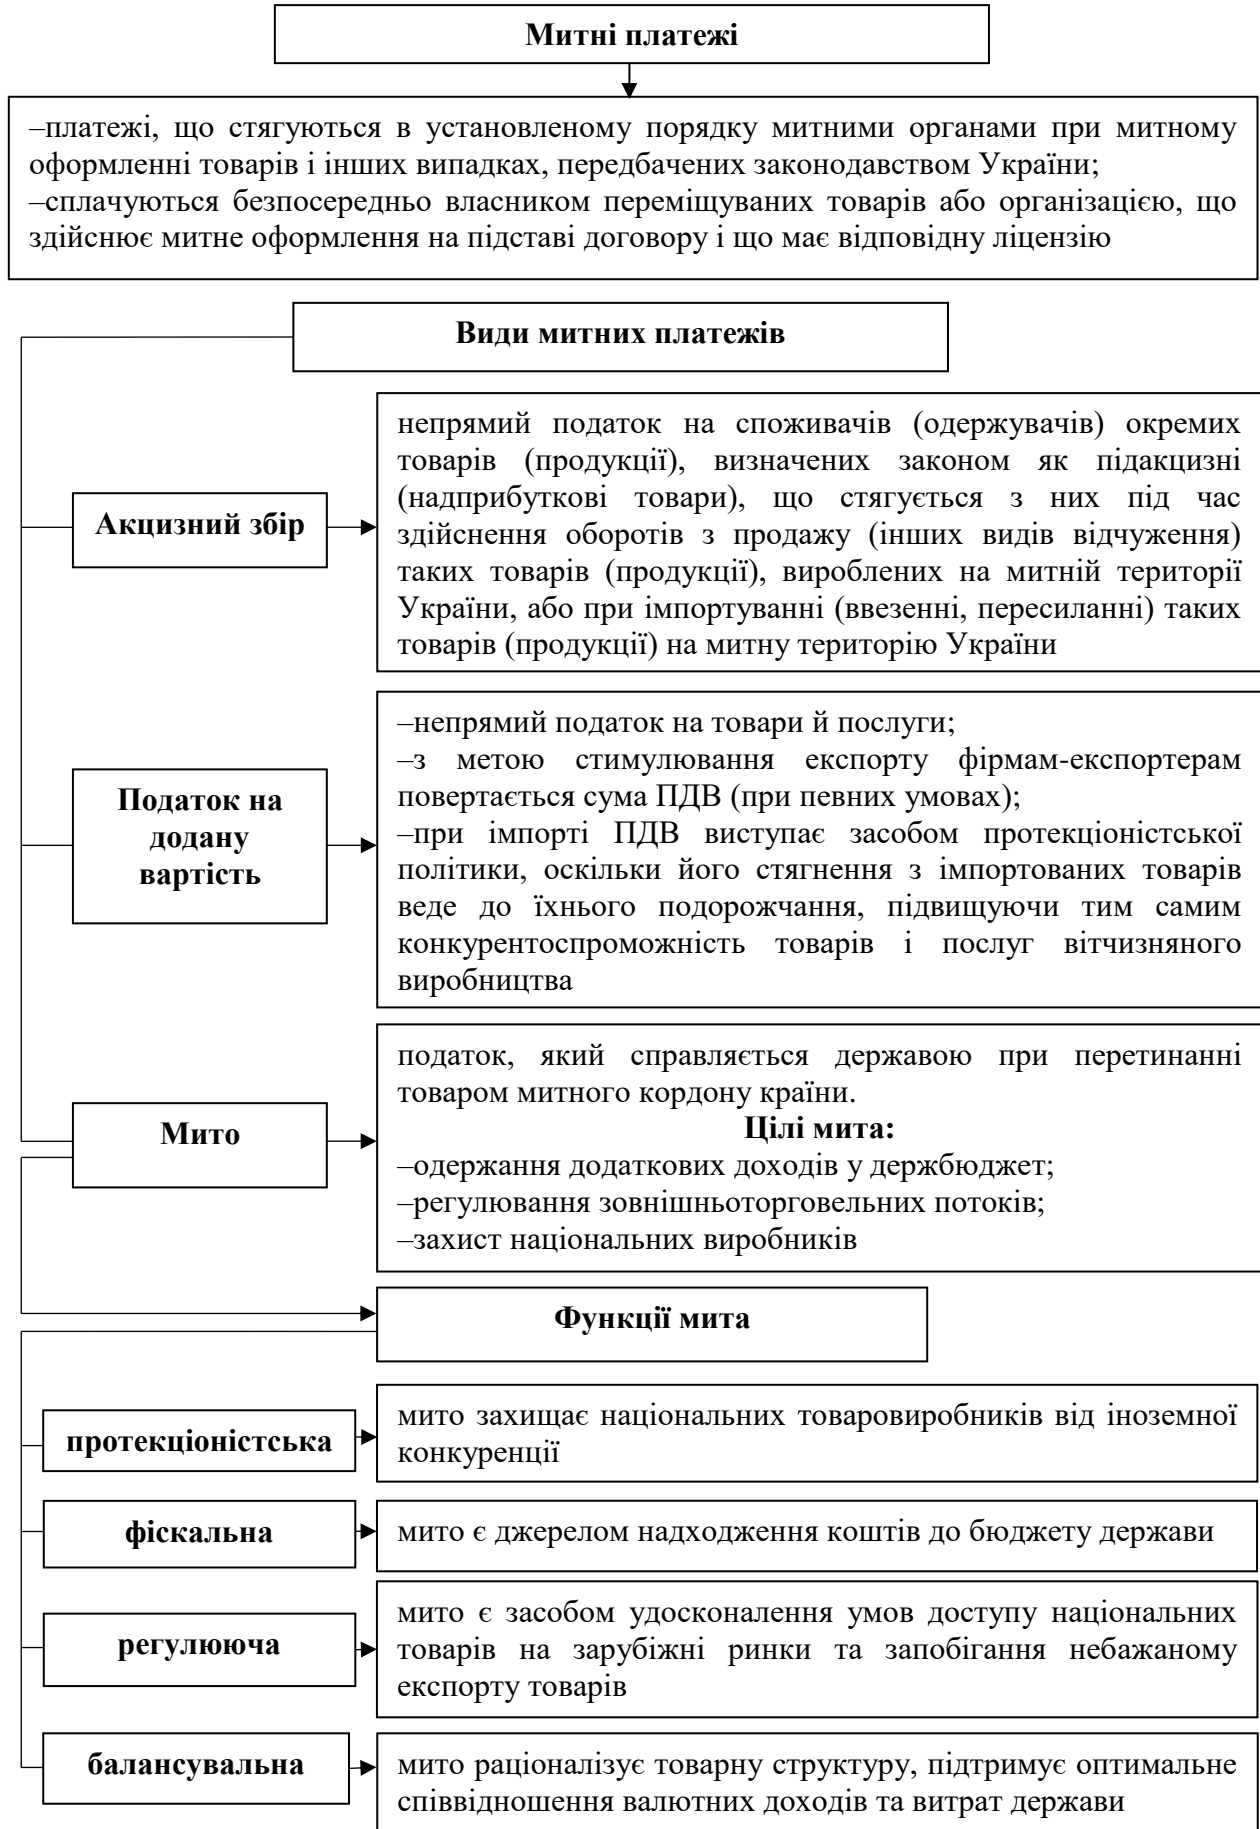 Митні платежі
–платежі, що стягуються в установленому порядку митними органами при митному
оформленні товарів і інших випадках, передбачених законодавством України;
–сплачуються безпосередньо власником переміщуваних товарів або організацією, що
здійснює митне оформлення на підставі договору і що має відповідну ліцензію
Види митних платежів
Акцизний збір
непрямий податок на споживачів (одержувачів) окремих
товарів (продукції), визначених законом як підакцизні
(надприбуткові товари), що стягується з них під час
здійснення оборотів з продажу (інших видів відчуження)
таких товарів (продукції), вироблених на митній території
України, або при імпортуванні (ввезенні, пересиланні) таких
товарів (продукції) на митну територію України
Податок на
додану
вартість
–непрямий податок на товари й послуги;
–з метою стимулювання експорту фірмам-експортерам
повертається сума ПДВ (при певних умовах);
–при імпорті ПДВ виступає засобом протекціоністської
політики, оскільки його стягнення з імпортованих товарів
веде до їхнього подорожчання, підвищуючи тим самим
конкурентоспроможність товарів і послуг вітчизняного
виробництва
Мито
податок, який справляється державою при перетинанні
товаром митного кордону країни.
Цілі мита:
–одержання додаткових доходів у держбюджет;
–регулювання зовнішньоторговельних потоків;
–захист національних виробників
Функції мита
протекціоністська
мито захищає національних товаровиробників від іноземної
конкуренції
фіскальна
мито є джерелом надходження коштів до бюджету держави
регулююча
мито є засобом удосконалення умов доступу національних
товарів на зарубіжні ринки та запобігання небажаному
експорту товарів
балансувальна
мито раціоналізує товарну структуру, підтримує оптимальне
співвідношення валютних доходів та витрат держави